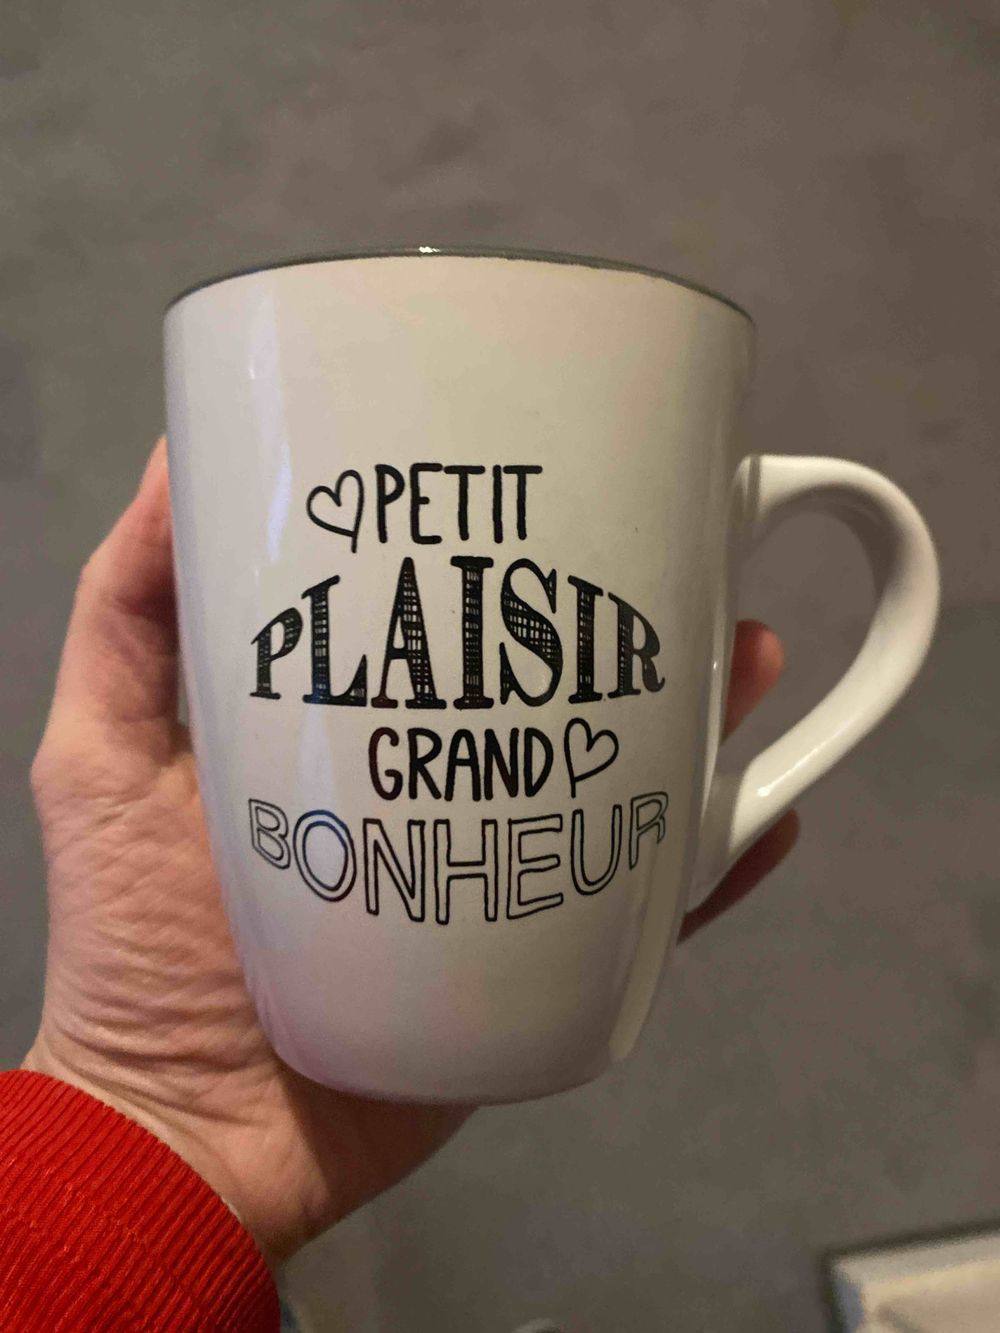 PETIT
PLAISIR
GRAND
BONHEUR